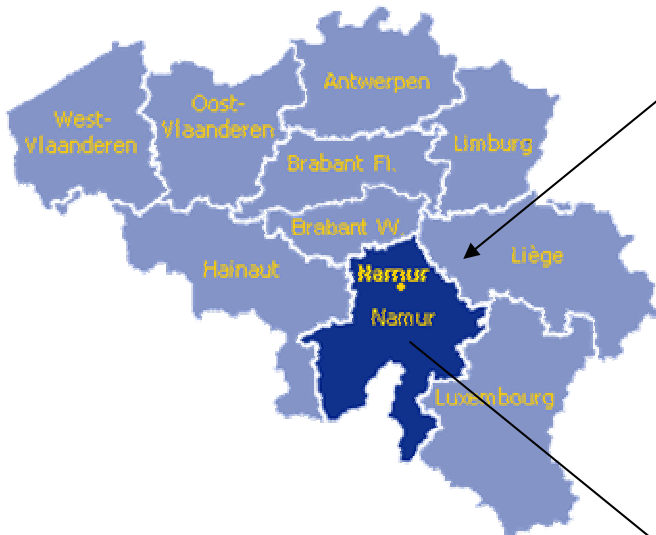 Antwerpen
Oost-
Vlaanderen
West-
Vlaanderen
Limburg
Brabant Fl.
Brabant W.
Hainaut
Liège
Namur
Namur
Luxembourg